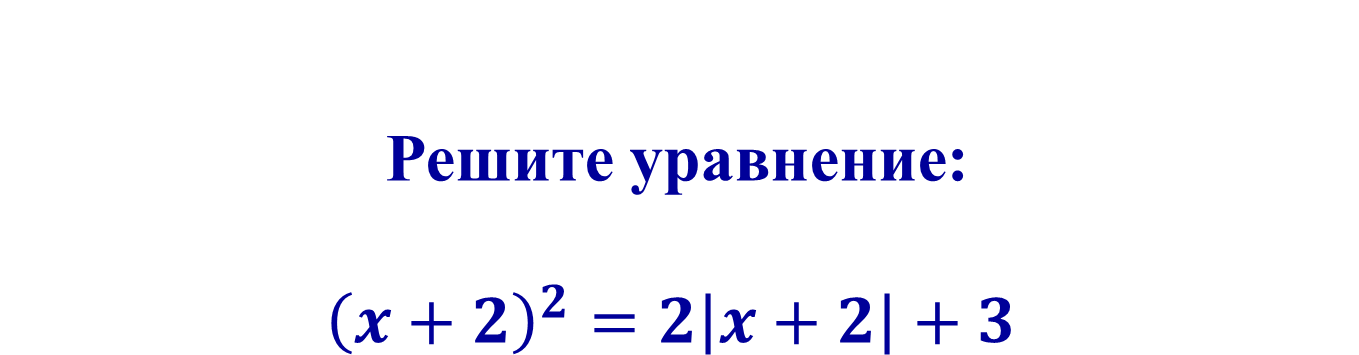 Решите уравнение:
(x + 2)² = 2|x + 2| + 3